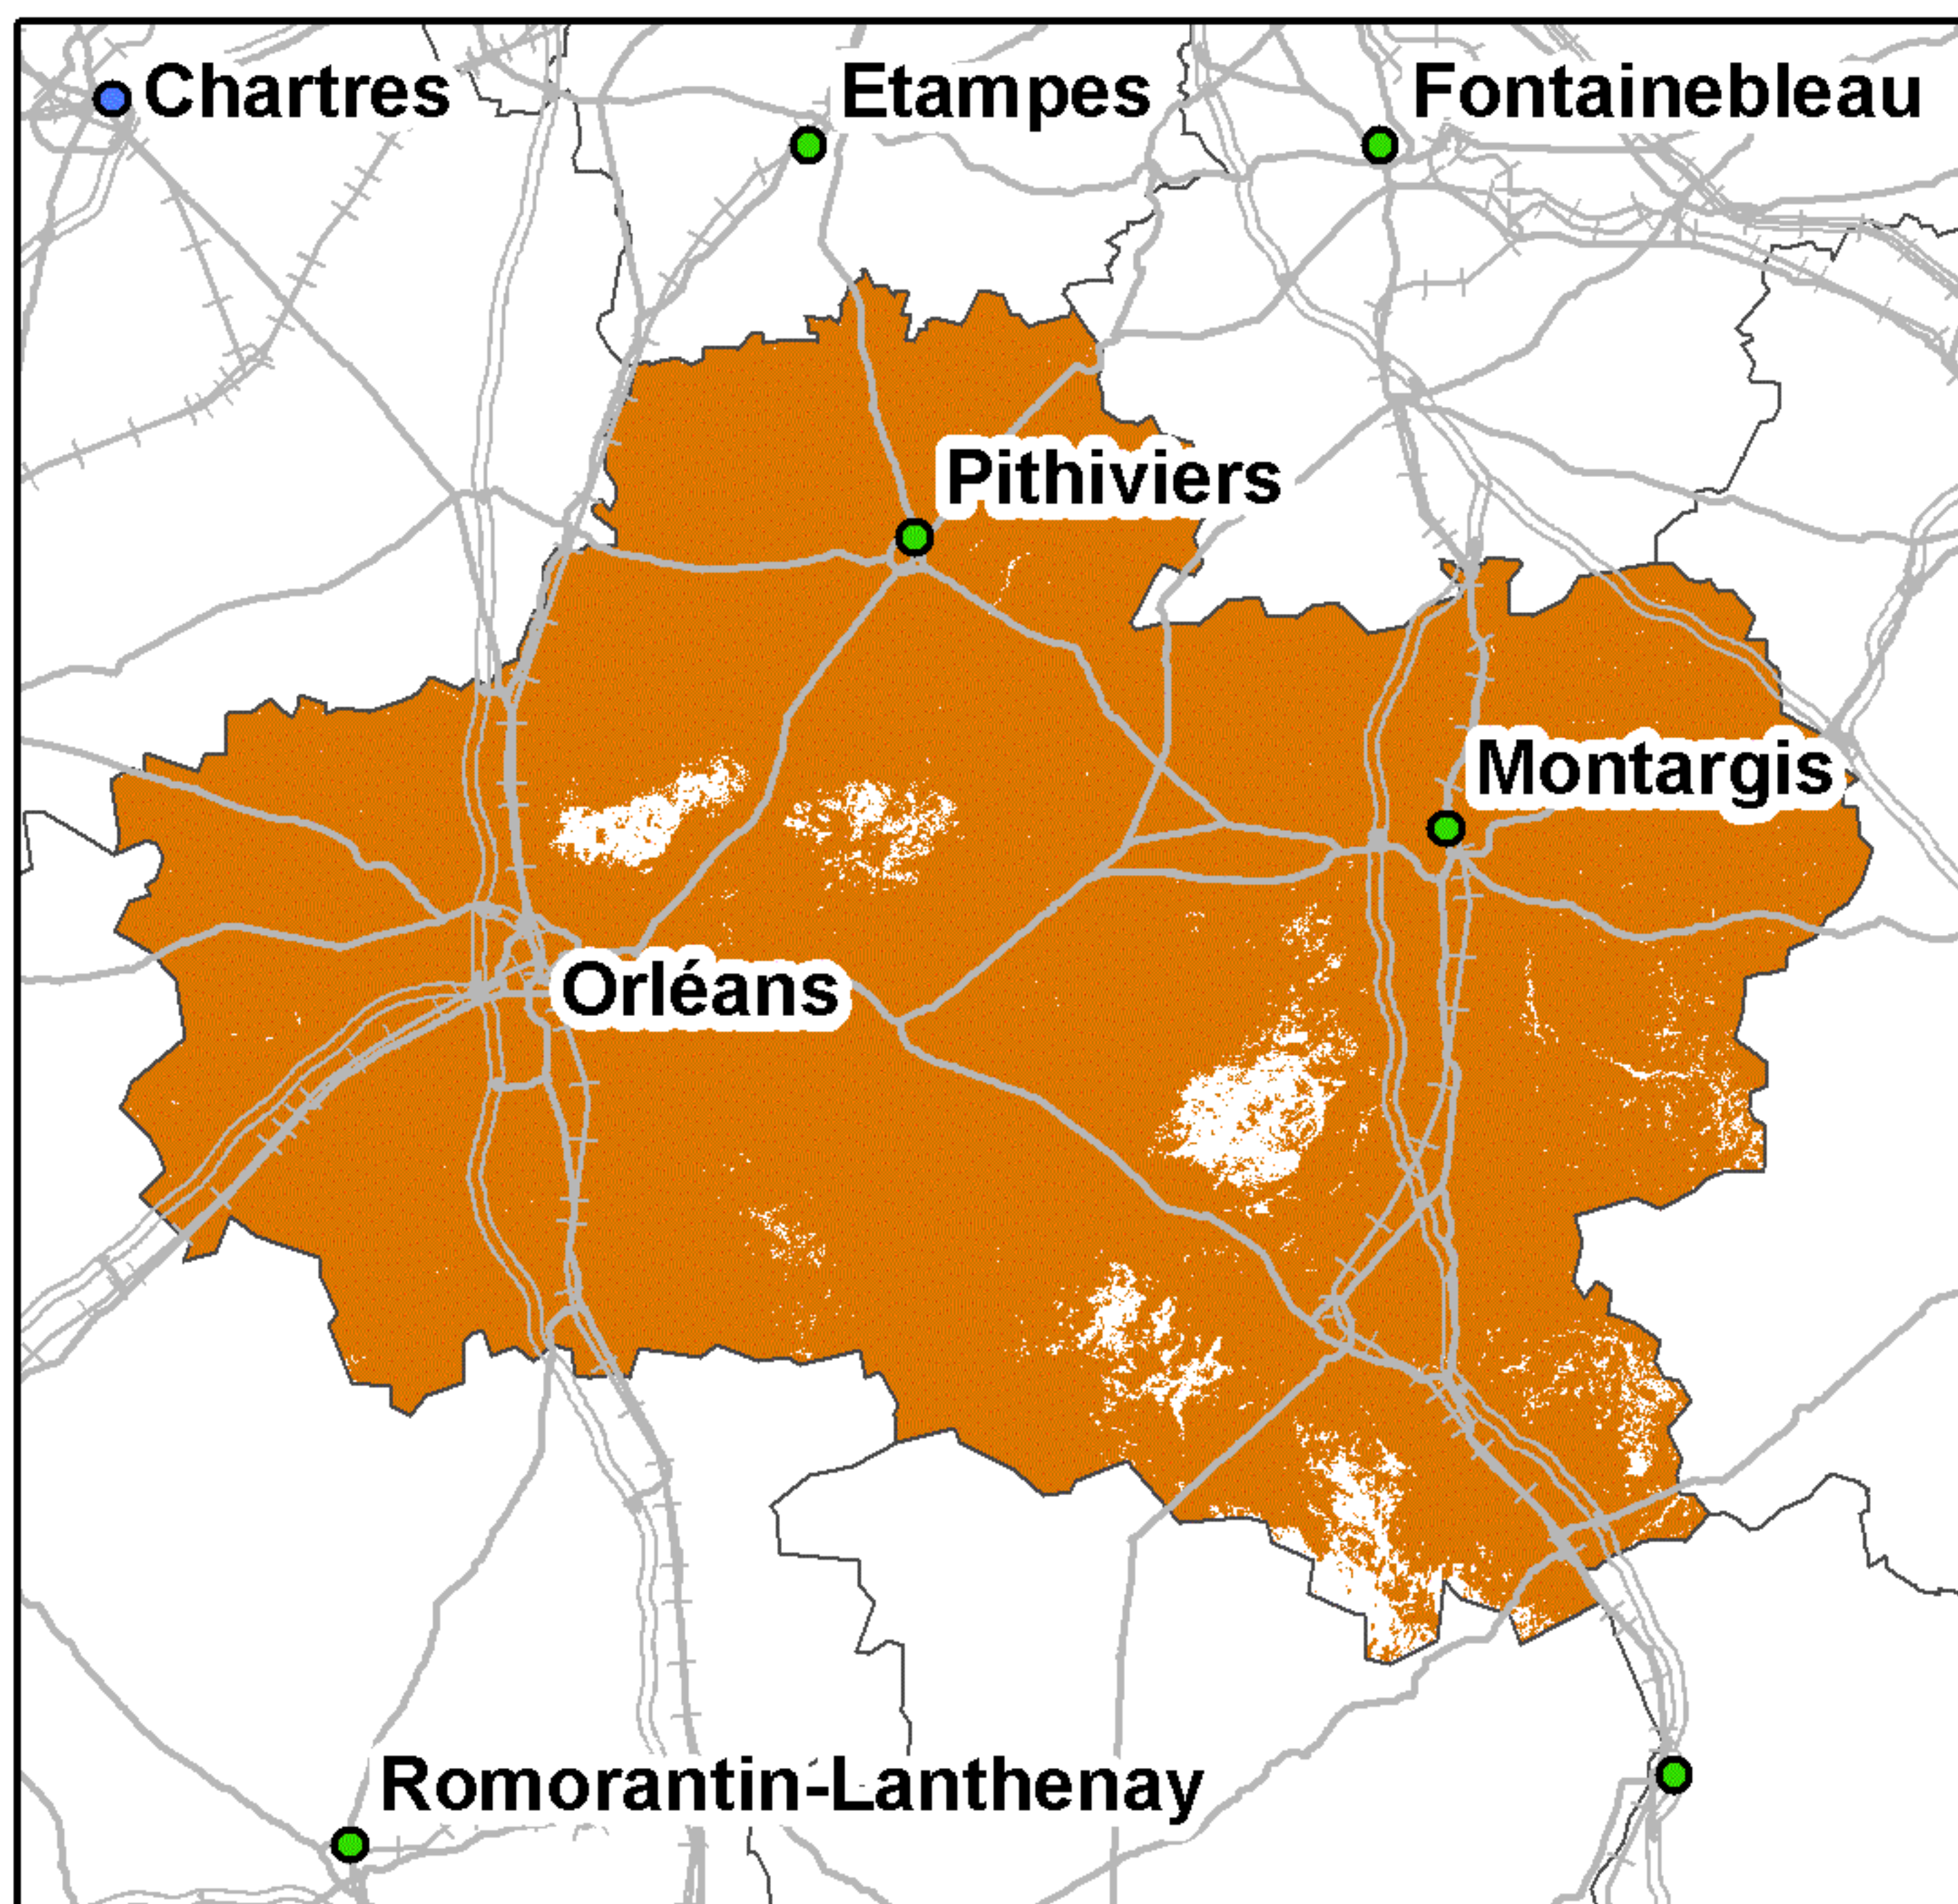 Chartres
Etampes
Fontainebleau
Pithiviers
Montargis
Orléans
Romorantin-Lanthenay